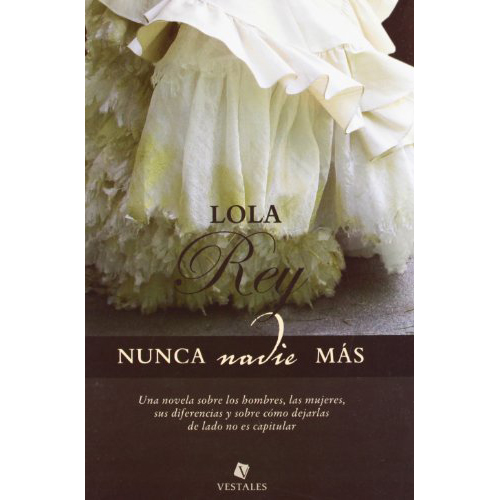 LOLA
Rey
NUNCA nadie MÁS
Una novela sobre los hombres, las mujeres,
sus diferencias y sobre cómo dejarlas
de lado no es capitular
V
VESTALES